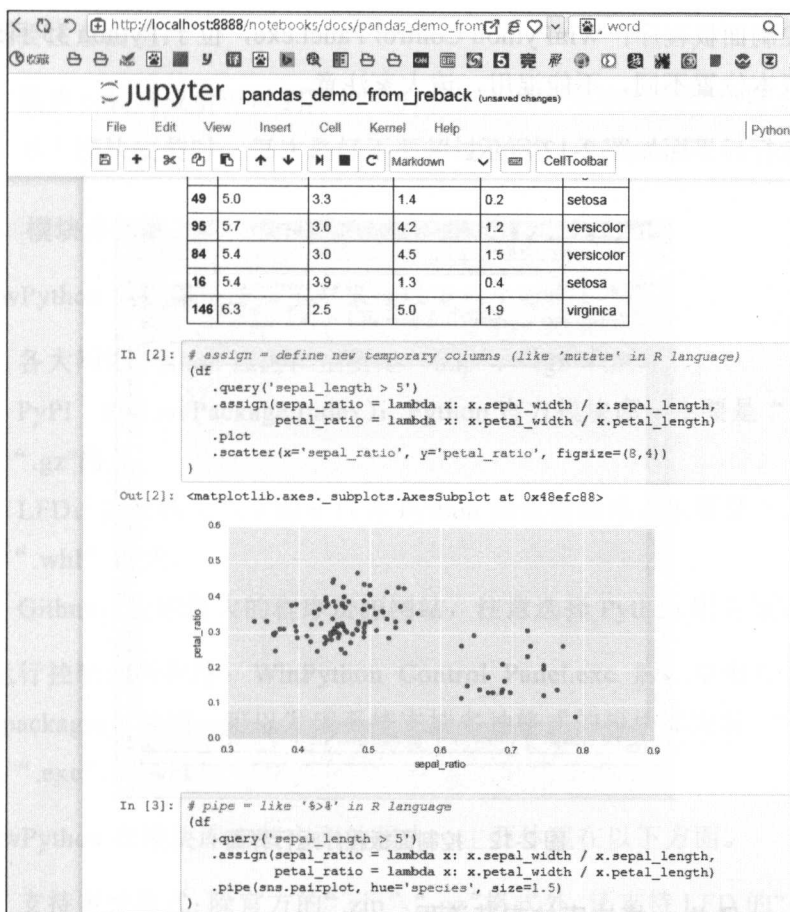 http://localhost:8888/notebooks/docs/pandas_demo_from
word
收藏
jupyter pandas_demo_from_jreback (unsaved changes)
File Edit View Insert Cell Kernel Help Python
Markdown CellToolbar
49 5.0 3.3 1.4 0.2 setosa
95 5.7 3.0 4.2 1.2 versicolor
84 5.4 3.0 4.5 1.5 versicolor
16 5.4 3.9 1.3 0.4 setosa
146 6.3 2.5 5.0 1.9 virginica
In [2]: # assign = define new temporary columns (like 'mutate' in R language)
(df
.query('sepal_length > 5')
.assign(sepal_ratio = lambda x: x.sepal_width / x.sepal_length,
petal_ratio = lambda x: x.petal_width / x.petal_length)
.plot
.scatter(x='sepal_ratio', y='petal_ratio', figsize=(8,4))
)
Out[2]: <matplotlib.axes._subplots.AxesSubplot at 0x48efc88>
0.6
0.5
0.4
0.3
0.2
0.1
0.0
petal_ratio
0.3 0.4 0.5 0.6 0.7 0.8 0.9
sepal_ratio
In [3]: # pipe = like '%>%' in R language
(df
.query('sepal_length > 5')
.assign(sepal_ratio = lambda x: x.sepal_width / x.sepal_length,
petal_ratio = lambda x: x.petal_width / x.petal_length)
.pipe(sns.pairplot, hue='species', size=1.5)
)